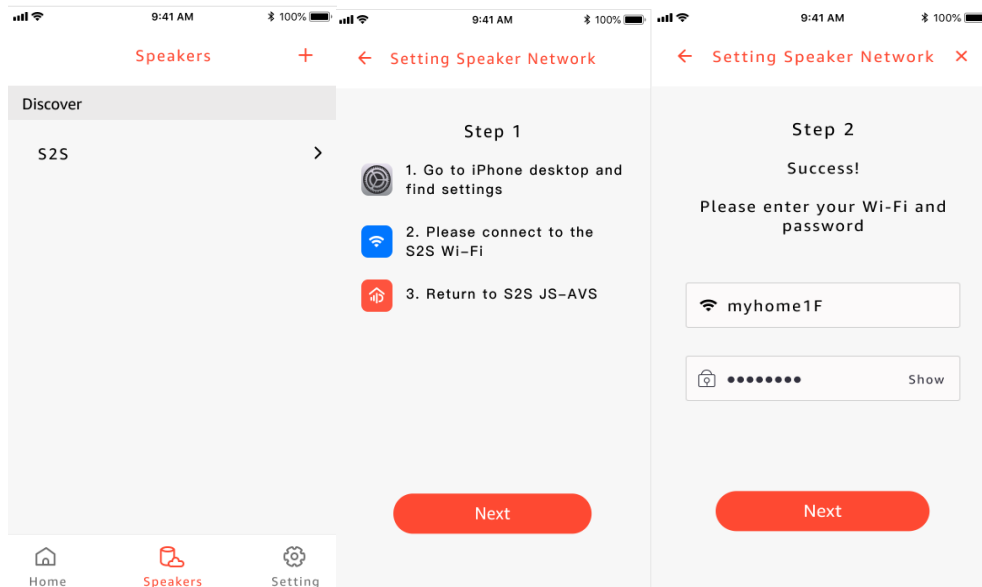 9:41 AM
100%
Speakers
+
Discover
S2S
Home
Speakers
Setting
9:41 AM
100%
Setting Speaker Network
Step 1
1. Go to iPhone desktop and
find settings
2. Please connect to the
S2S Wi-Fi
3. Return to S2S JS-AVS
Next
9:41 AM
100%
Setting Speaker Network
Step 2
Success!
Please enter your Wi-Fi and
password
myhome1F
●●●●●●●● Show
Next